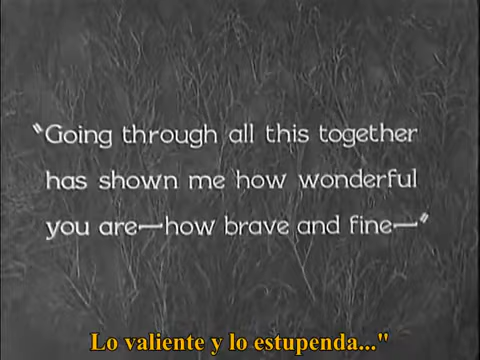 "Going through all this together
has shown me how wonderful
you are—how brave and fine—"
Lo valiente y lo estupenda..."